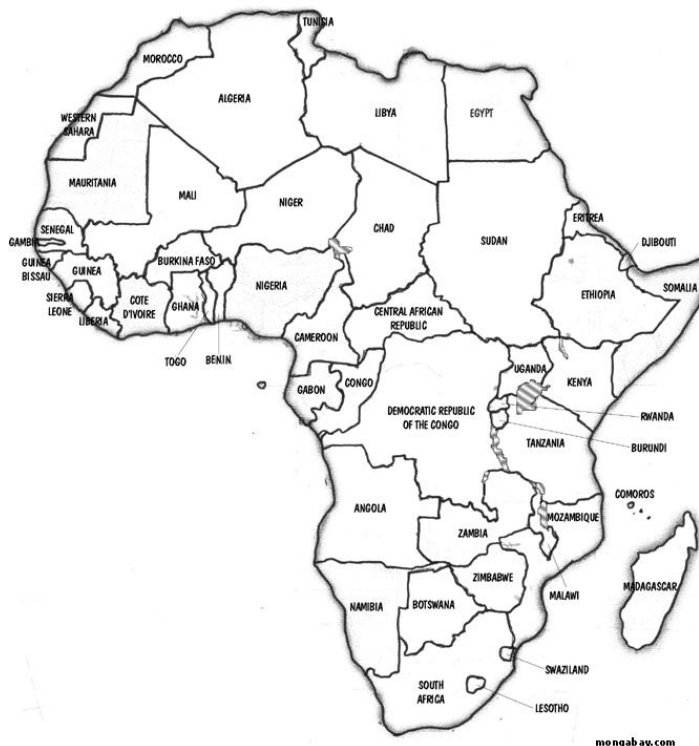 TUNISIA
MOROCCO
ALGERIA
LIBYA
EGYPT
WESTERN
SAHARA
MAURITANIA
MALI
NIGER
CHAD
SUDAN
ERITREA
DJIBOUTI
SENEGAL
GAMBIA
GUINEA
BISSAU
GUINEA
BURKINA FASO
SIERRA
LEONE
LIBERIA
COTE
D'IVOIRE
GHANA
TOGO
BENIN
NIGERIA
CAMEROON
CENTRAL AFRICAN
REPUBLIC
ETHIOPIA
SOMALIA
GABON
CONGO
DEMOCRATIC REPUBLIC
OF THE CONGO
UGANDA
KENYA
RWANDA
BURUNDI
TANZANIA
COMOROS
ANGOLA
ZAMBIA
MOZAMBIQUE
MALAWI
MADAGASCAR
ZIMBABWE
NAMIBIA
BOTSWANA
SWAZILAND
SOUTH
AFRICA
LESOTHO
mongabay.com